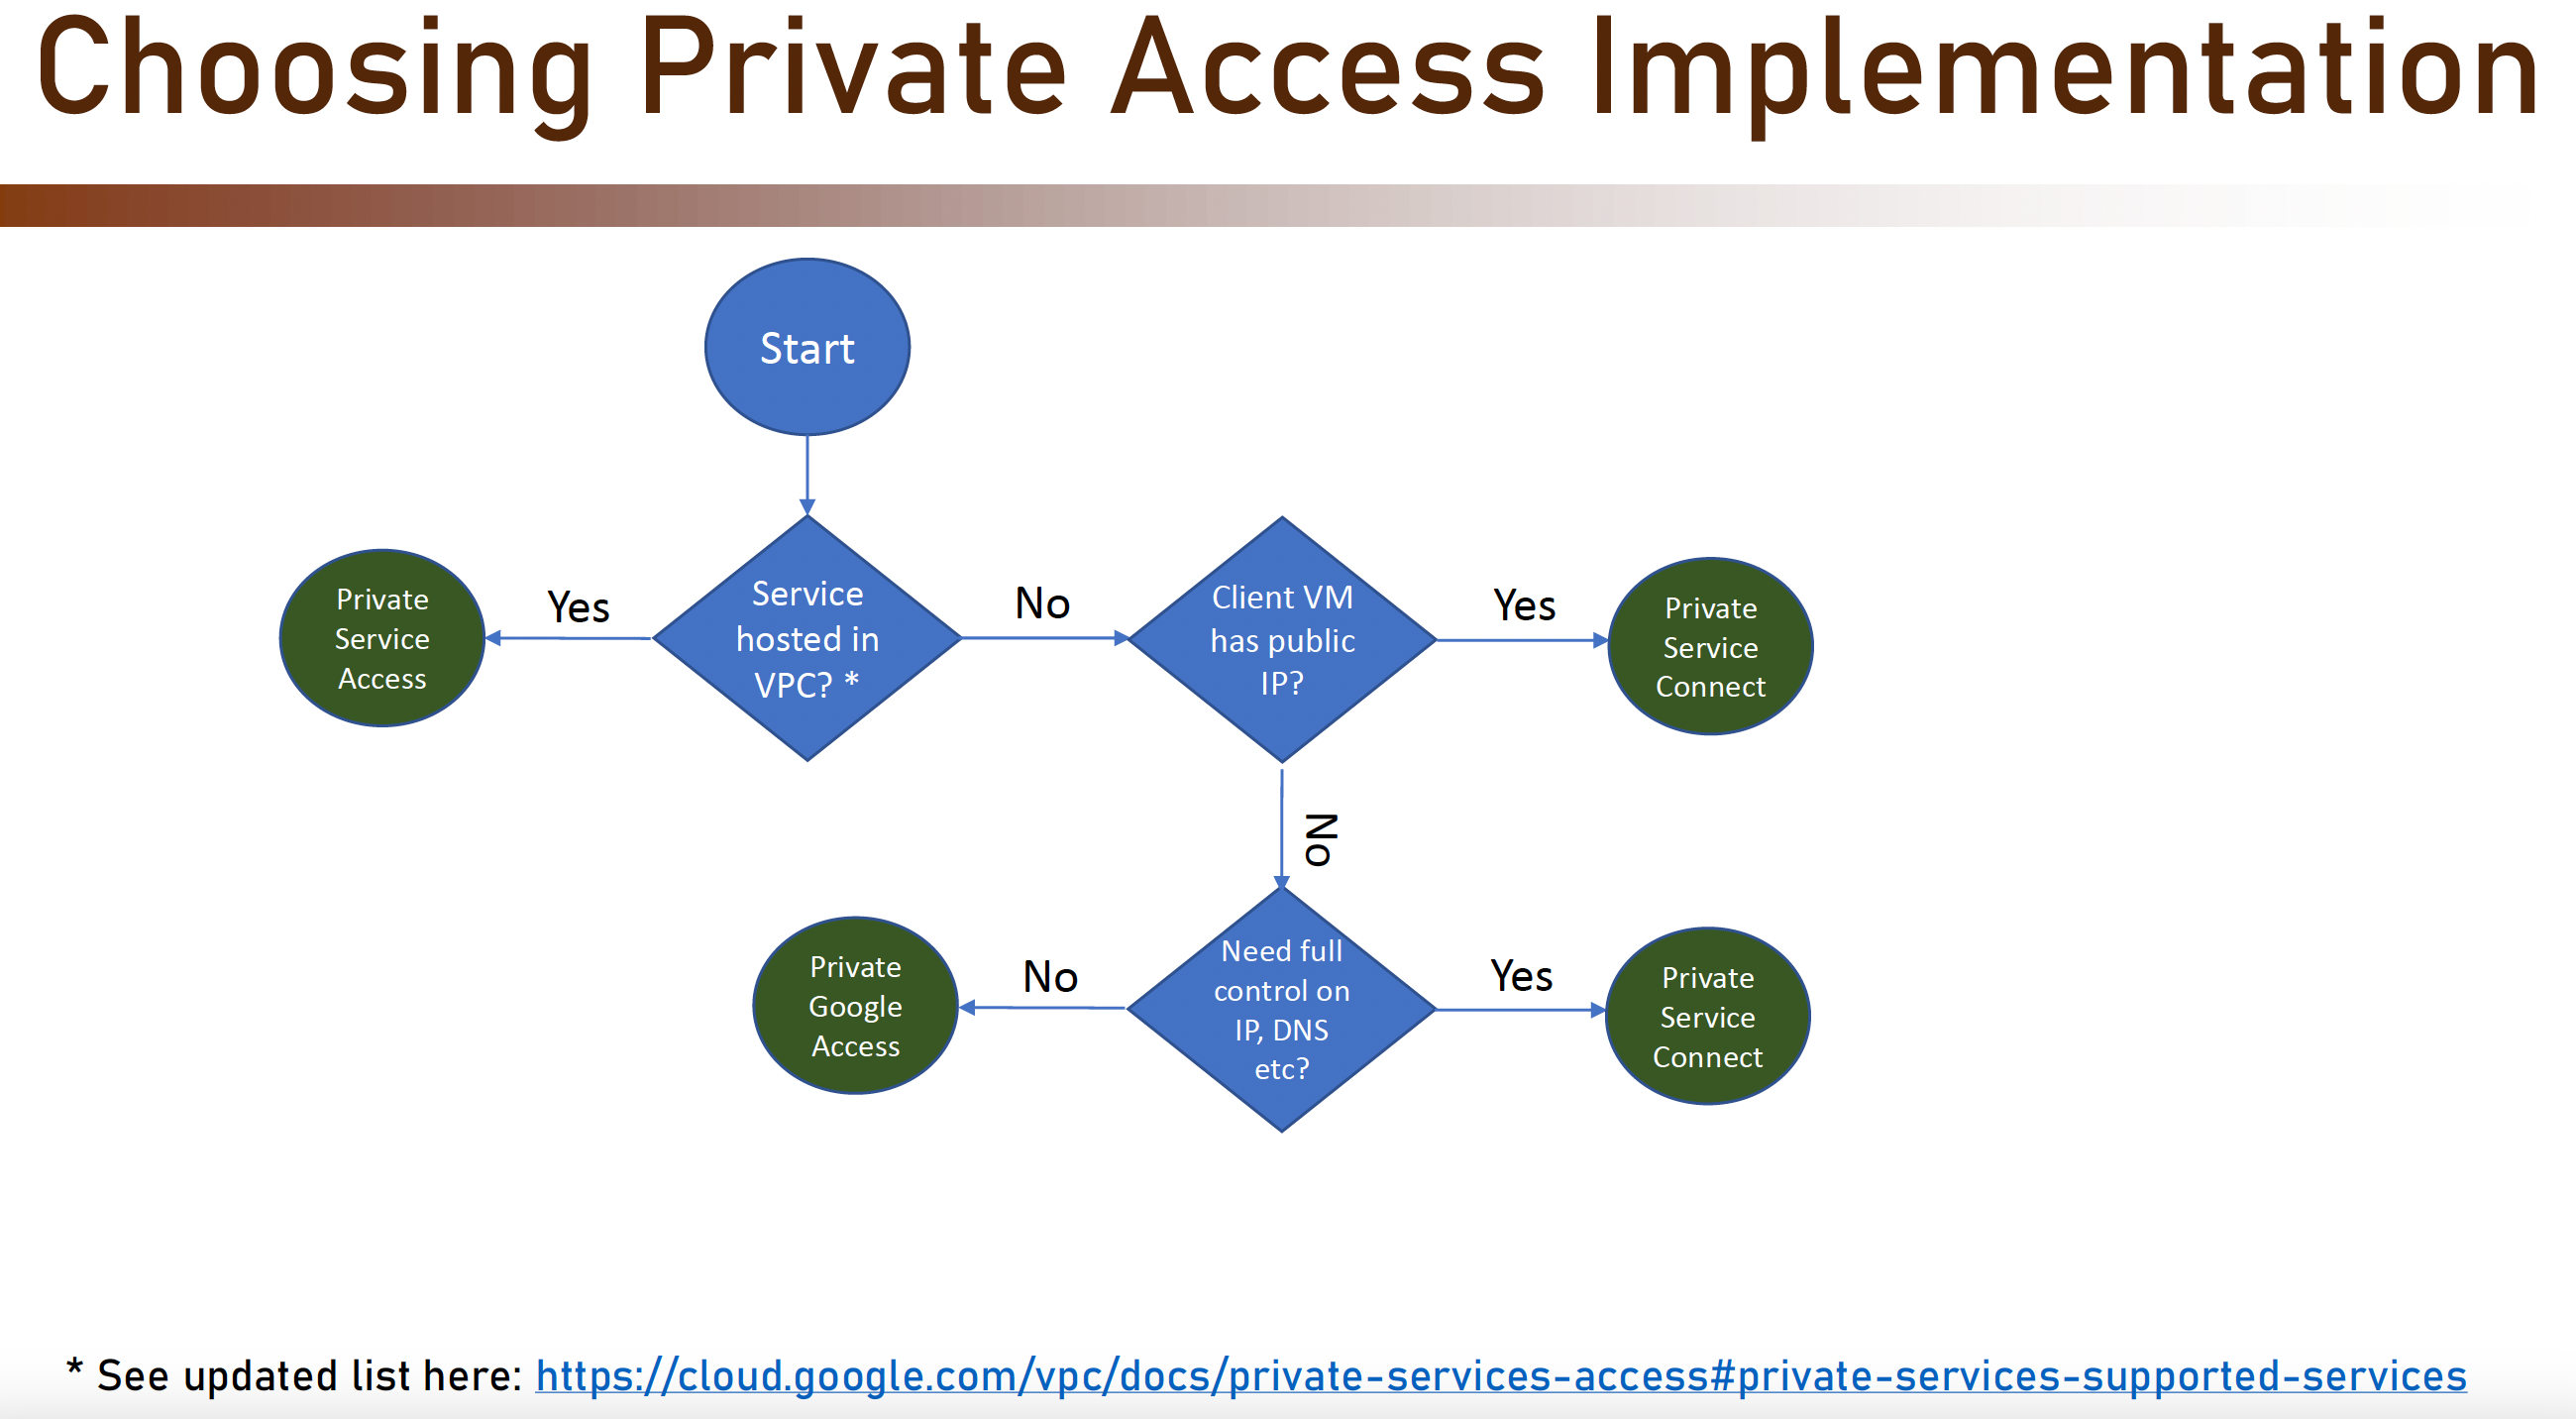 Choosing Private Access Implementation
Start
Service
hosted in
VPC? *
Yes
Private
Service
Access
No
Client VM
has public
IP?
Yes
Private
Service
Connect
No
Need full
control on
IP, DNS
etc?
No
Private
Google
Access
Yes
Private
Service
Connect
* See updated list here: https://cloud.google.com/vpc/docs/private-services-access#private-services-supported-services